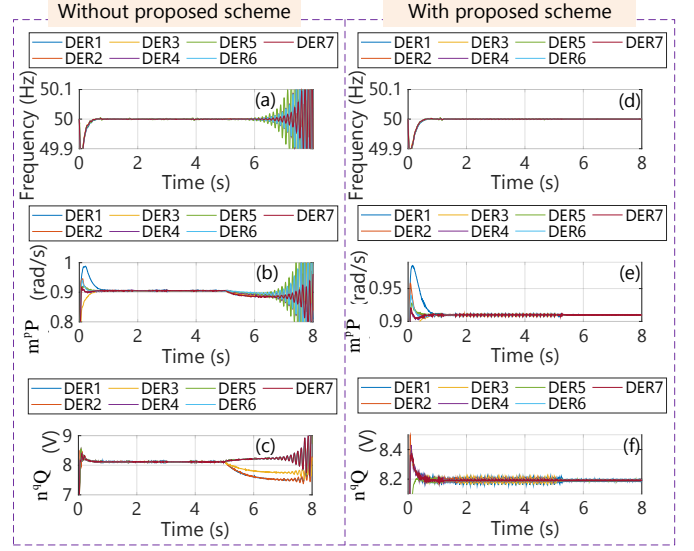 Without proposed scheme
DER1 DER3 DER5 DER7
DER2 DER4 DER6
Frequency (Hz)
50.1
50
49.9
(a)
0 2 4 6 8
Time (s)
DER1 DER3 DER5 DER7
DER2 DER4 DER6
mᵖP (rad/s)
1
0.9
0.8
(b)
0 2 4 6 8
Time (s)
DER1 DER3 DER5 DER7
DER2 DER4 DER6
n^qQ (V)
9
8
7
(c)
0 2 4 6 8
Time (s)
With proposed scheme
DER1 DER3 DER5 DER7
DER2 DER4 DER6
Frequency (Hz)
50.1
50
49.9
(d)
0 2 4 6 8
Time (s)
DER1 DER3 DER5 DER7
DER2 DER4 DER6
mᵖP (rad/s)
0.95
0.9
(e)
0 2 4 6 8
Time (s)
DER1 DER3 DER5 DER7
DER2 DER4 DER6
n^qQ (V)
8.4
8.2
(f)
0 2 4 6 8
Time (s)